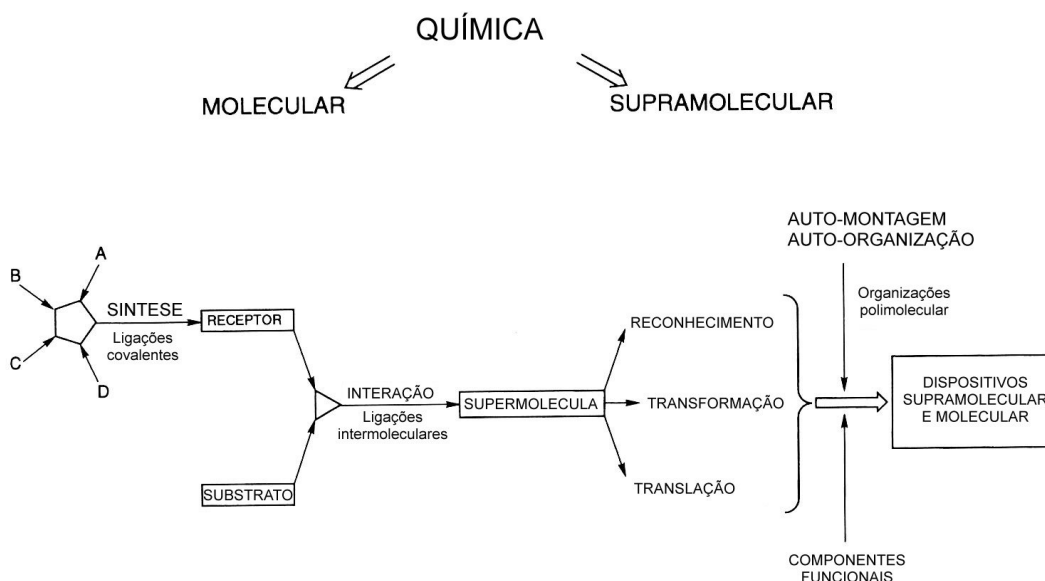 QUÍMICA
MOLECULAR
SUPRAMOLECULAR
AUTO-MONTAGEM
AUTO-ORGANIZAÇÃO
A
B
C
D
SINTESE
Ligações
covalentes
RECEPTOR
SUBSTRATO
INTERAÇÃO
Ligações
intermoleculares
SUPERMOLECULA
RECONHECIMENTO
TRANSFORMAÇÃO
TRANSLAÇÃO
Organizações
polimolecular
DISPOSITIVOS
SUPRAMOLECULAR
E MOLECULAR
COMPONENTES
FUNCIONAIS